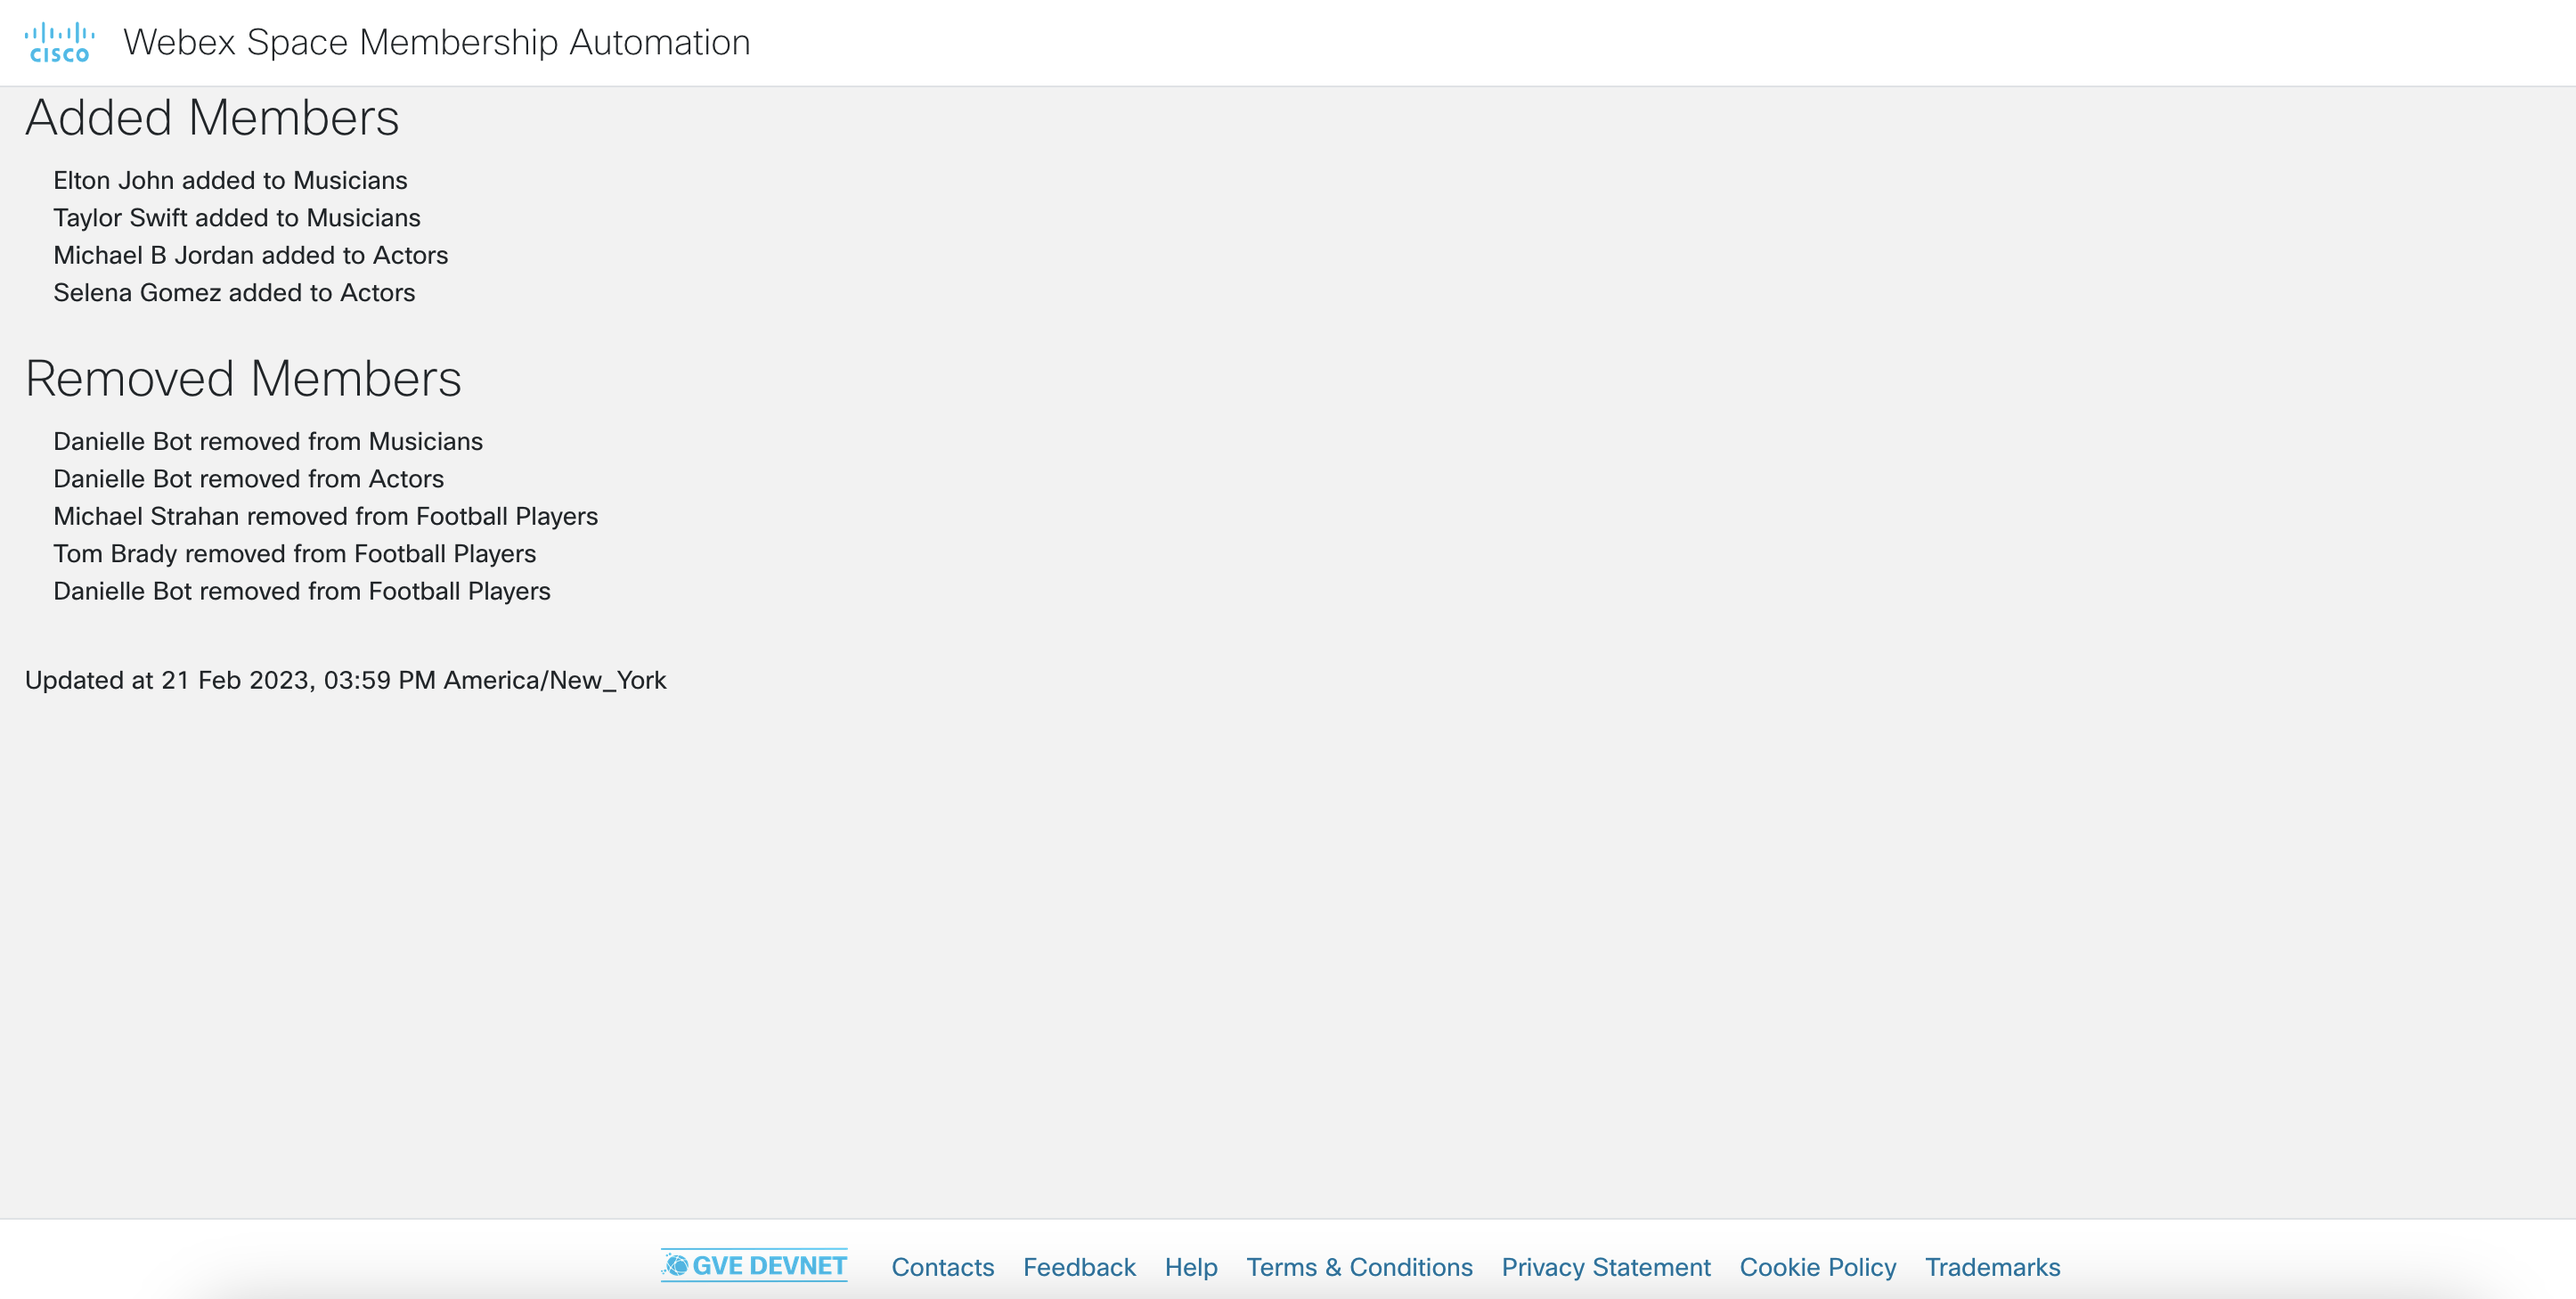 CISCO
Webex Space Membership Automation
Added Members
Elton John added to Musicians
Taylor Swift added to Musicians
Michael B Jordan added to Actors
Selena Gomez added to Actors
Removed Members
Danielle Bot removed from Musicians
Danielle Bot removed from Actors
Michael Strahan removed from Football Players
Tom Brady removed from Football Players
Danielle Bot removed from Football Players
Updated at 21 Feb 2023, 03:59 PM America/New_York
GVE DEVNET Contacts Feedback Help Terms & Conditions Privacy Statement Cookie Policy Trademarks